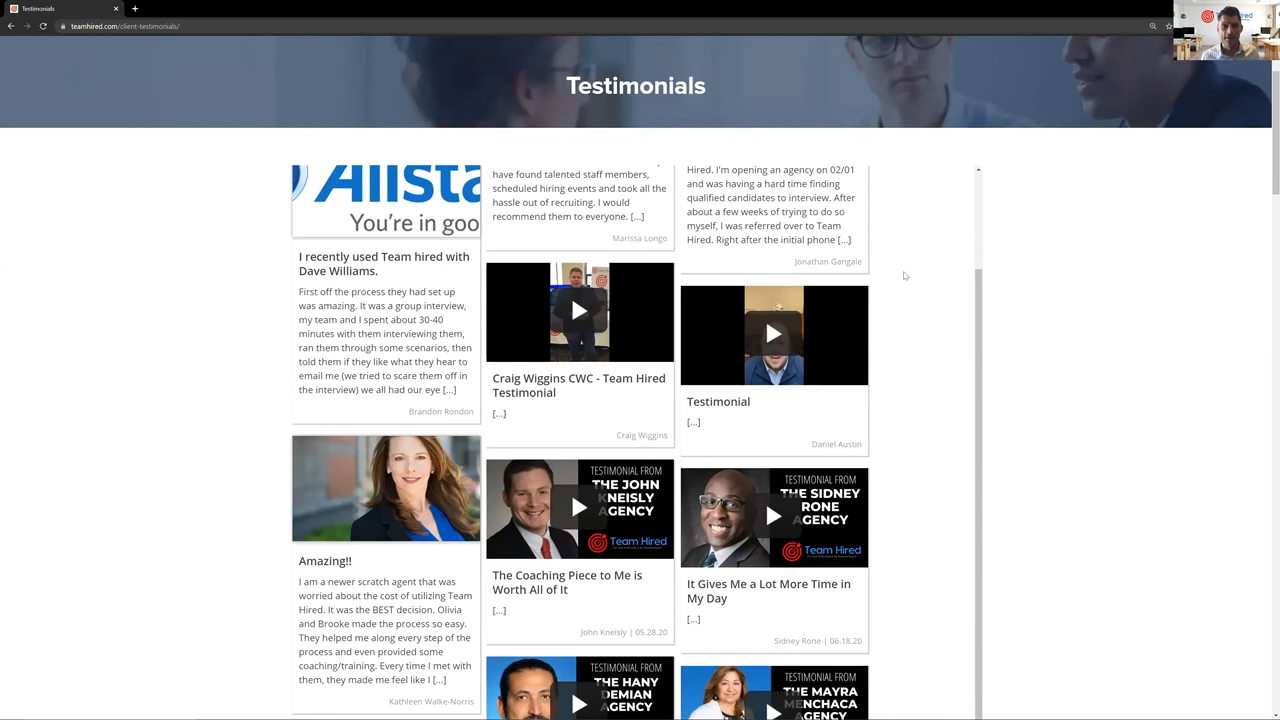 Testimonials
teamhired.com/client-testimonials/
Team Hired
Testimonials
Allsta
You're in goo
I recently used Team hired with
Dave Williams.
First off the process they had set up
was amazing. It was a group interview,
my team and I spent about 30-40
minutes with them interviewing them,
ran them through some scenarios, then
told them if they like what they hear to
email me (we tried to scare them off in
the interview) we all had our eye [...]
Brandon Rondon
Amazing!!
I am a newer scratch agent that was
worried about the cost of utilizing Team
Hired. It was the BEST decision. Olivia
and Brooke made the process so easy.
They helped me along every step of the
process and even provided some
coaching/training. Every time I met with
them, they made me feel like I [...]
Kathleen Walke-Norris
have found talented staff members,
scheduled hiring events and took all the
hassle out of recruiting. I would
recommend them to everyone. [...]
Marissa Longo
Craig Wiggins CWC - Team Hired
Testimonial
[...]
Craig Wiggins
TESTIMONIAL FROM
THE JOHN
KNEISLY
AGENCY
Team Hired
The Coaching Piece to Me is
Worth All of It
[...]
John Kneisly | 05.28.20
TESTIMONIAL FROM
THE HANY
DEMIAN
AGENCY
Hired. I'm opening an agency on 02/01
and was having a hard time finding
qualified candidates to interview. After
about a few weeks of trying to do so
myself, I was referred over to Team
Hired. Right after the initial phone [...]
Jonathan Gangale
Testimonial
[...]
Daniel Austin
TESTIMONIAL FROM
THE SIDNEY
RONE
AGENCY
Team Hired
It Gives Me a Lot More Time in
My Day
[...]
Sidney Rone | 06.18.20
TESTIMONIAL FROM
THE MAYRA
MENCHACA
AGENCY